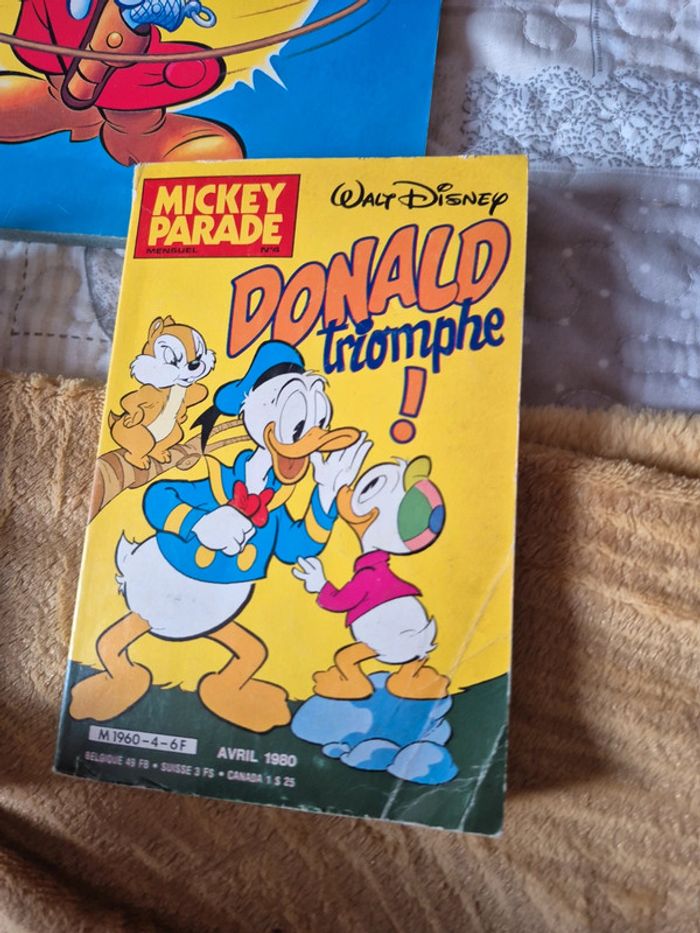 MICKEY
PARADE
MENSUEL N°6
WALT DISNEY
DONALD
triomphe
!
M 1960-4-6F
AVRIL 1980
BELGIQUE 49 FB • SUISSE 3 FS • CANADA 1 $ 25